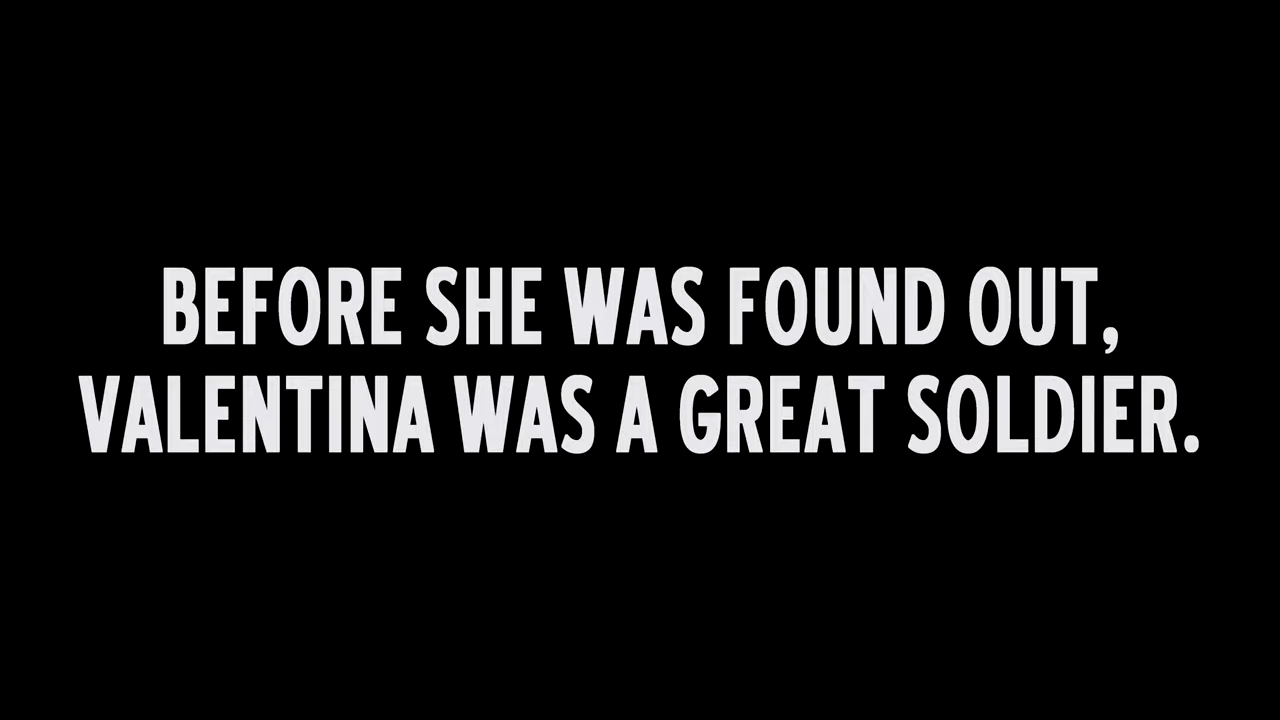 BEFORE SHE WAS FOUND OUT,
VALENTINA WAS A GREAT SOLDIER.